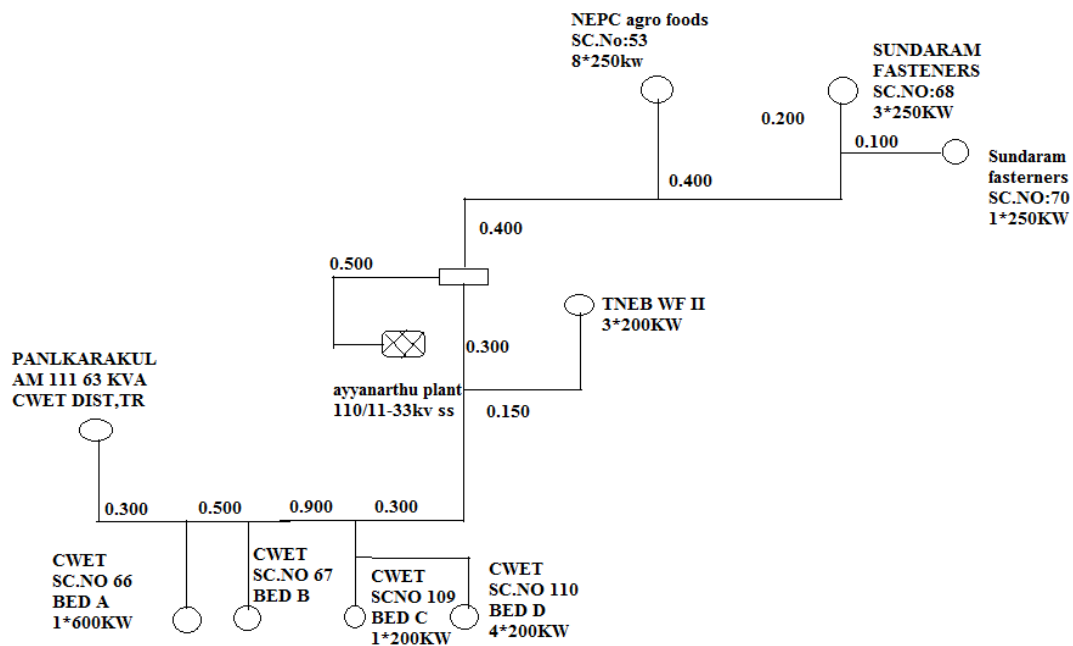 NEPC agro foods
SC.No:53
8*250kw
SUNDARAM
FASTENERS
SC.NO:68
3*250KW
0.200
0.100
Sundaram
fasterners
SC.NO:70
1*250KW
0.400
0.400
0.500
TNEB WF II
3*200KW
0.300
PANLKARAKUL
AM 111 63 KVA
CWET DIST,TR
ayyanarthu plant
110/11-33kv ss
0.150
0.300
0.500
0.900
0.300
CWET
SC.NO 66
BED A
1*600KW
CWET
SC.NO 67
BED B
CWET
SCNO 109
BED C
1*200KW
CWET
SC.NO 110
BED D
4*200KW